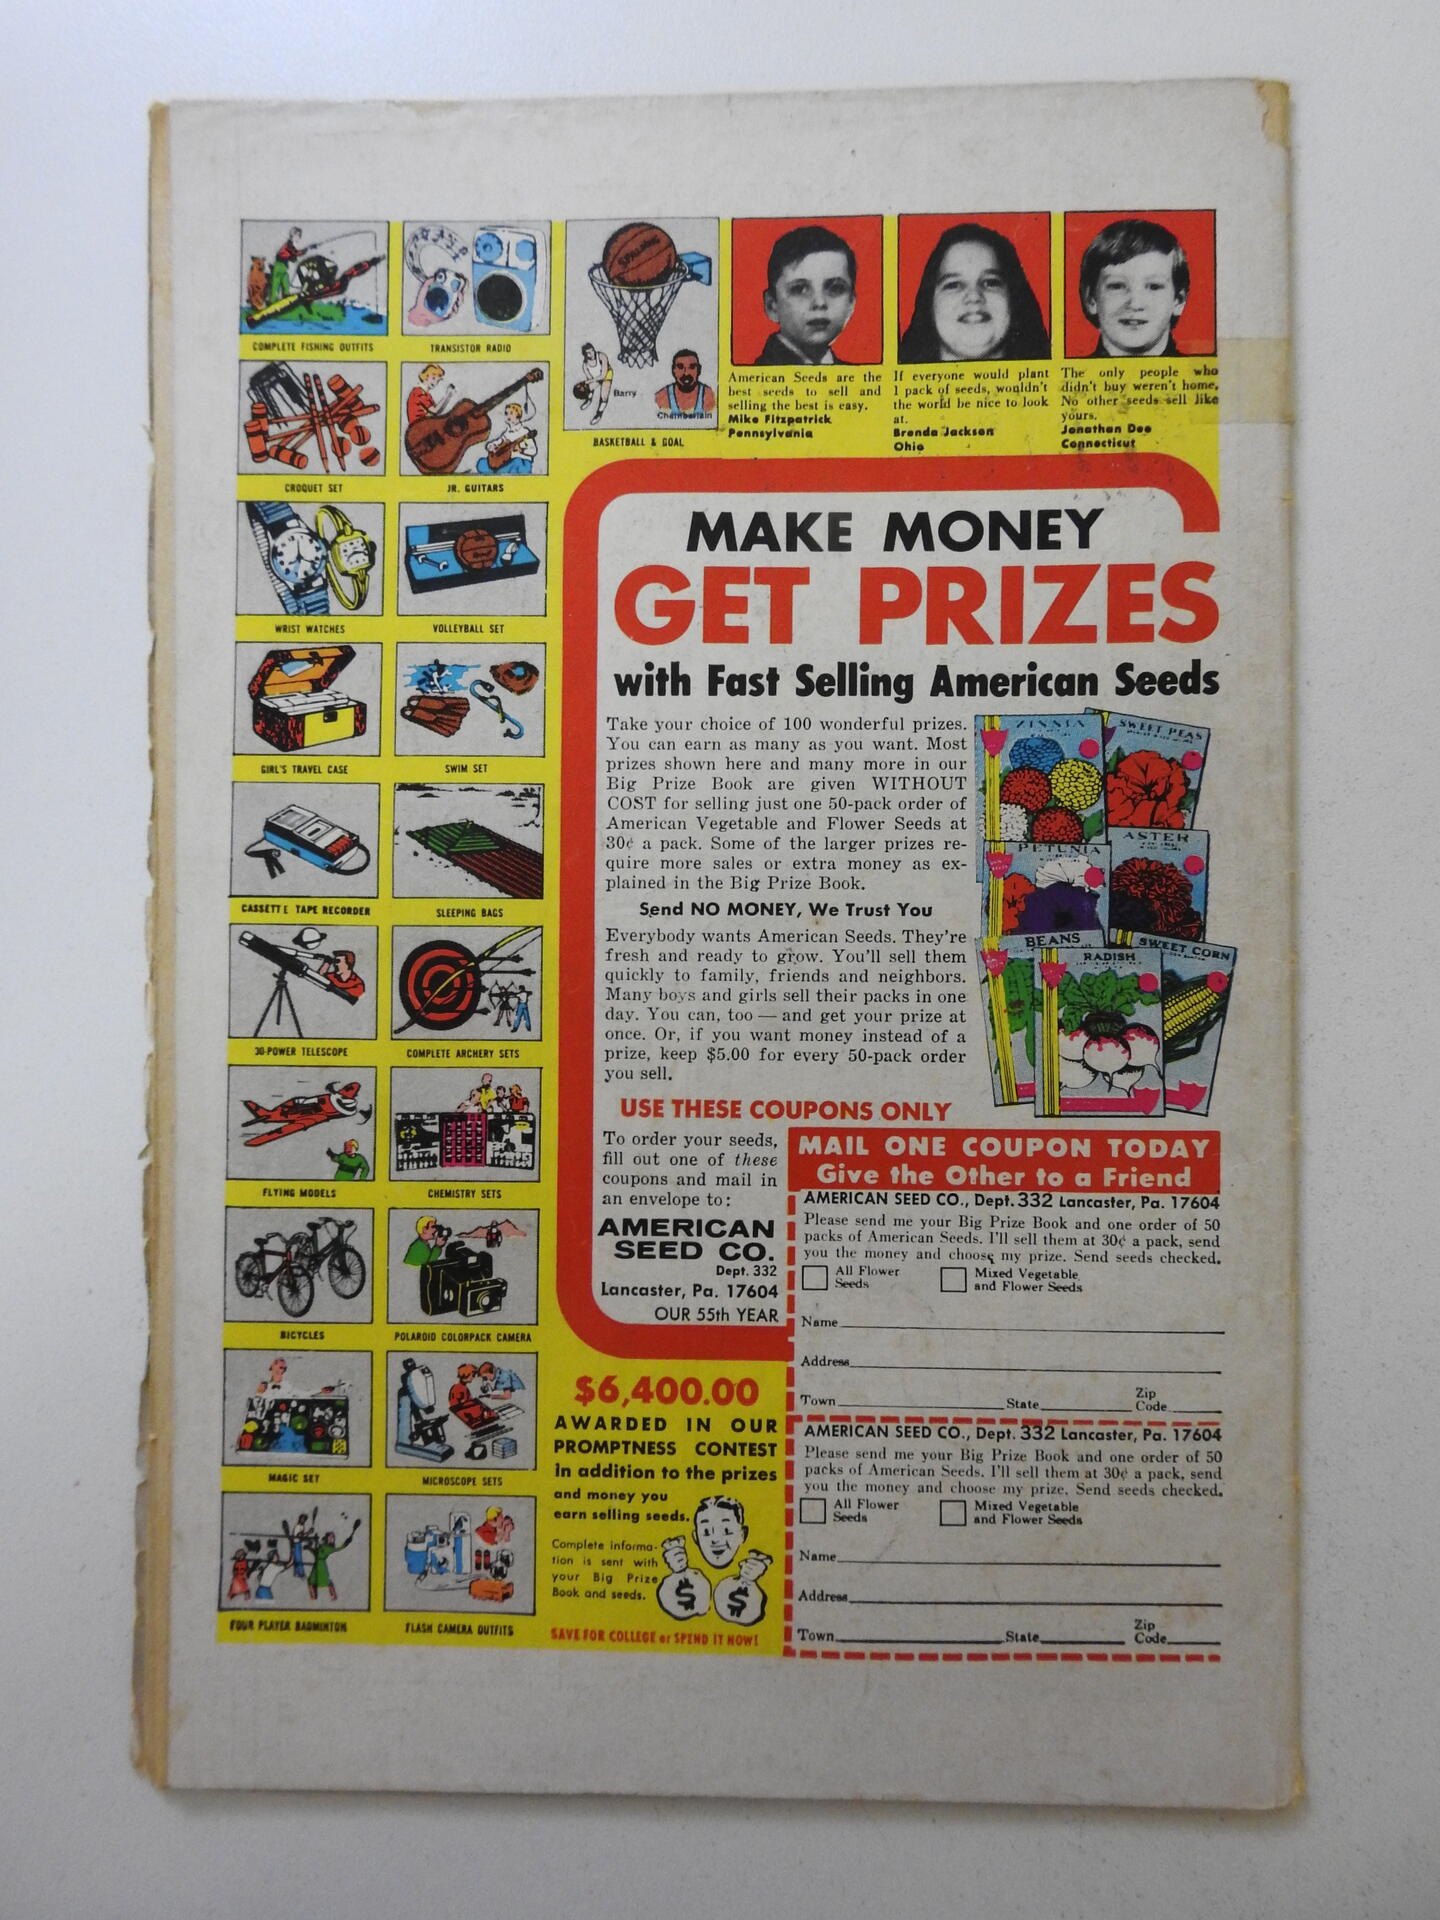 COMPLETE FISHING OUTFITS
TRANSISTOR RADIO
SPALDING
Barry
Chamberlain
BASKETBALL & GOAL
CROQUET SET
JR. GUITARS
WRIST WATCHES
VOLLEYBALL SET
GIRL'S TRAVEL CASE
SWIM SET
CASSETTE TAPE RECORDER
SLEEPING BAGS
30-POWER TELESCOPE
COMPLETE ARCHERY SETS
FLYING MODELS
CHEMISTRY SETS
BICYCLES
POLAROID COLORPACK CAMERA
MAGIC SET
MICROSCOPE SETS
FOUR PLAYER BADMINTON
FLASH CAMERA OUTFITS
American Seeds are the
best seeds to sell and
selling the best is easy.
Mike Fitzpatrick
Pennsylvania
If everyone would plant
1 pack of seeds, wouldn't
the world be nice to look
at.
Brenda Jackson
Ohio
The only people who
didn't buy weren't home.
No other seeds sell like
yours.
Jonathan Dee
Connecticut
MAKE MONEY
GET PRIZES
with Fast Selling American Seeds
Take your choice of 100 wonderful prizes.
You can earn as many as you want. Most
prizes shown here and many more in our
Big Prize Book are given WITHOUT
COST for selling just one 50-pack order of
American Vegetable and Flower Seeds at
30¢ a pack. Some of the larger prizes re-
quire more sales or extra money as ex-
plained in the Big Prize Book.
Send NO MONEY, We Trust You
Everybody wants American Seeds. They're
fresh and ready to grow. You'll sell them
quickly to family, friends and neighbors.
Many boys and girls sell their packs in one
day. You can, too — and get your prize at
once. Or, if you want money instead of a
prize, keep $5.00 for every 50-pack order
you sell.
ZINNIA
SWEET PEAS
PETUNIA
ASTER
BEANS
RADISH
SWEET CORN
USE THESE COUPONS ONLY
To order your seeds,
fill out one of these
coupons and mail in
an envelope to:
AMERICAN
SEED CO.
Dept. 332
Lancaster, Pa. 17604
OUR 55th YEAR
MAIL ONE COUPON TODAY
Give the Other to a Friend
AMERICAN SEED CO., Dept. 332 Lancaster, Pa. 17604
Please send me your Big Prize Book and one order of 50
packs of American Seeds. I'll sell them at 30¢ a pack, send
you the money and choose my prize. Send seeds checked.
All Flower Seeds
Mixed Vegetable and Flower Seeds
Name
Address
Town State Zip Code
AMERICAN SEED CO., Dept. 332 Lancaster, Pa. 17604
Please send me your Big Prize Book and one order of 50
packs of American Seeds. I'll sell them at 30¢ a pack, send
you the money and choose my prize. Send seeds checked.
All Flower Seeds
Mixed Vegetable and Flower Seeds
Name
Address
Town State Zip Code
$6,400.00
AWARDED IN OUR
PROMPTNESS CONTEST
in addition to the prizes
and money you
earn selling seeds.
Complete informa-
tion is sent with
your Big Prize
Book and seeds.
$ $
SAVE FOR COLLEGE or SPEND IT NOW!